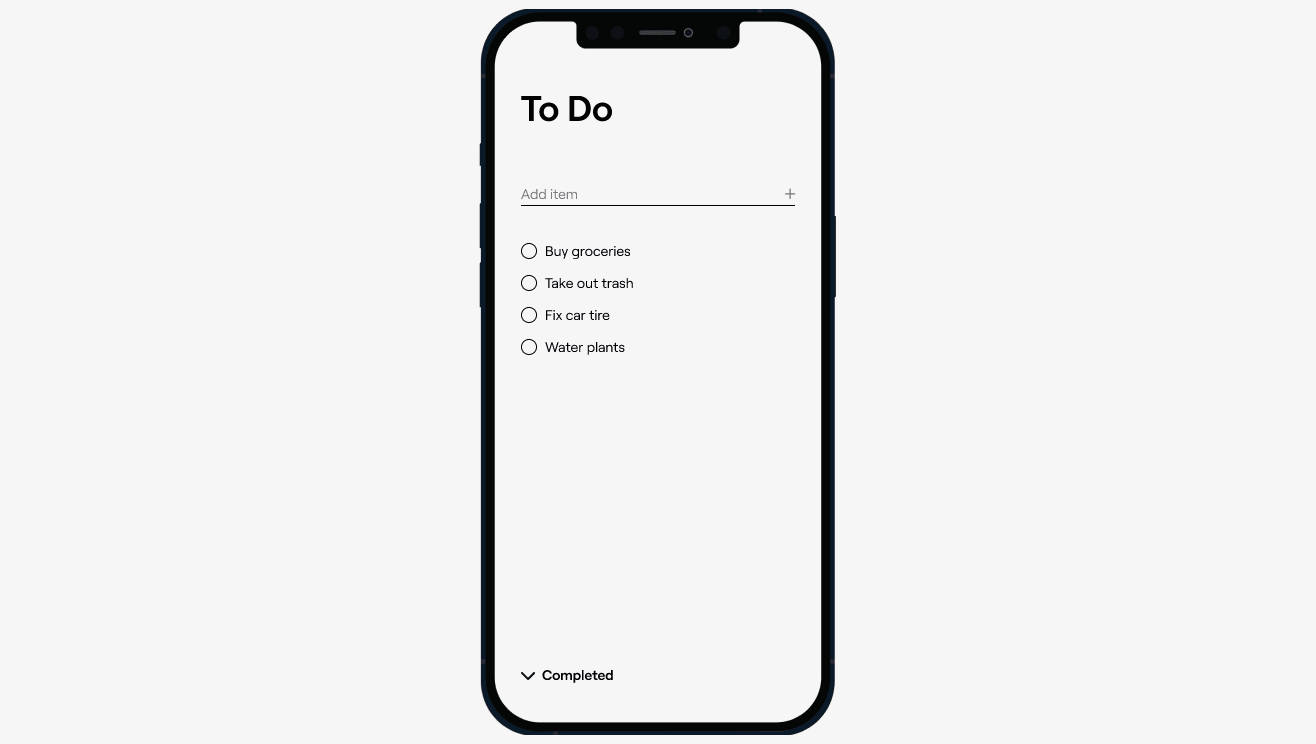 To Do
Add item +
Buy groceries
Take out trash
Fix car tire
Water plants
Completed